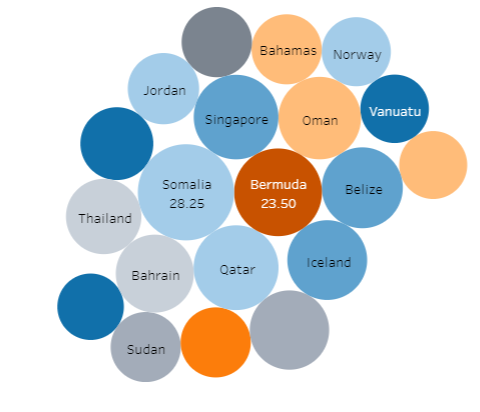 Bahamas
Norway
Jordan
Vanuatu
Singapore
Oman
Somalia
28.25
Bermuda
23.50
Belize
Thailand
Iceland
Qatar
Bahrain
Sudan